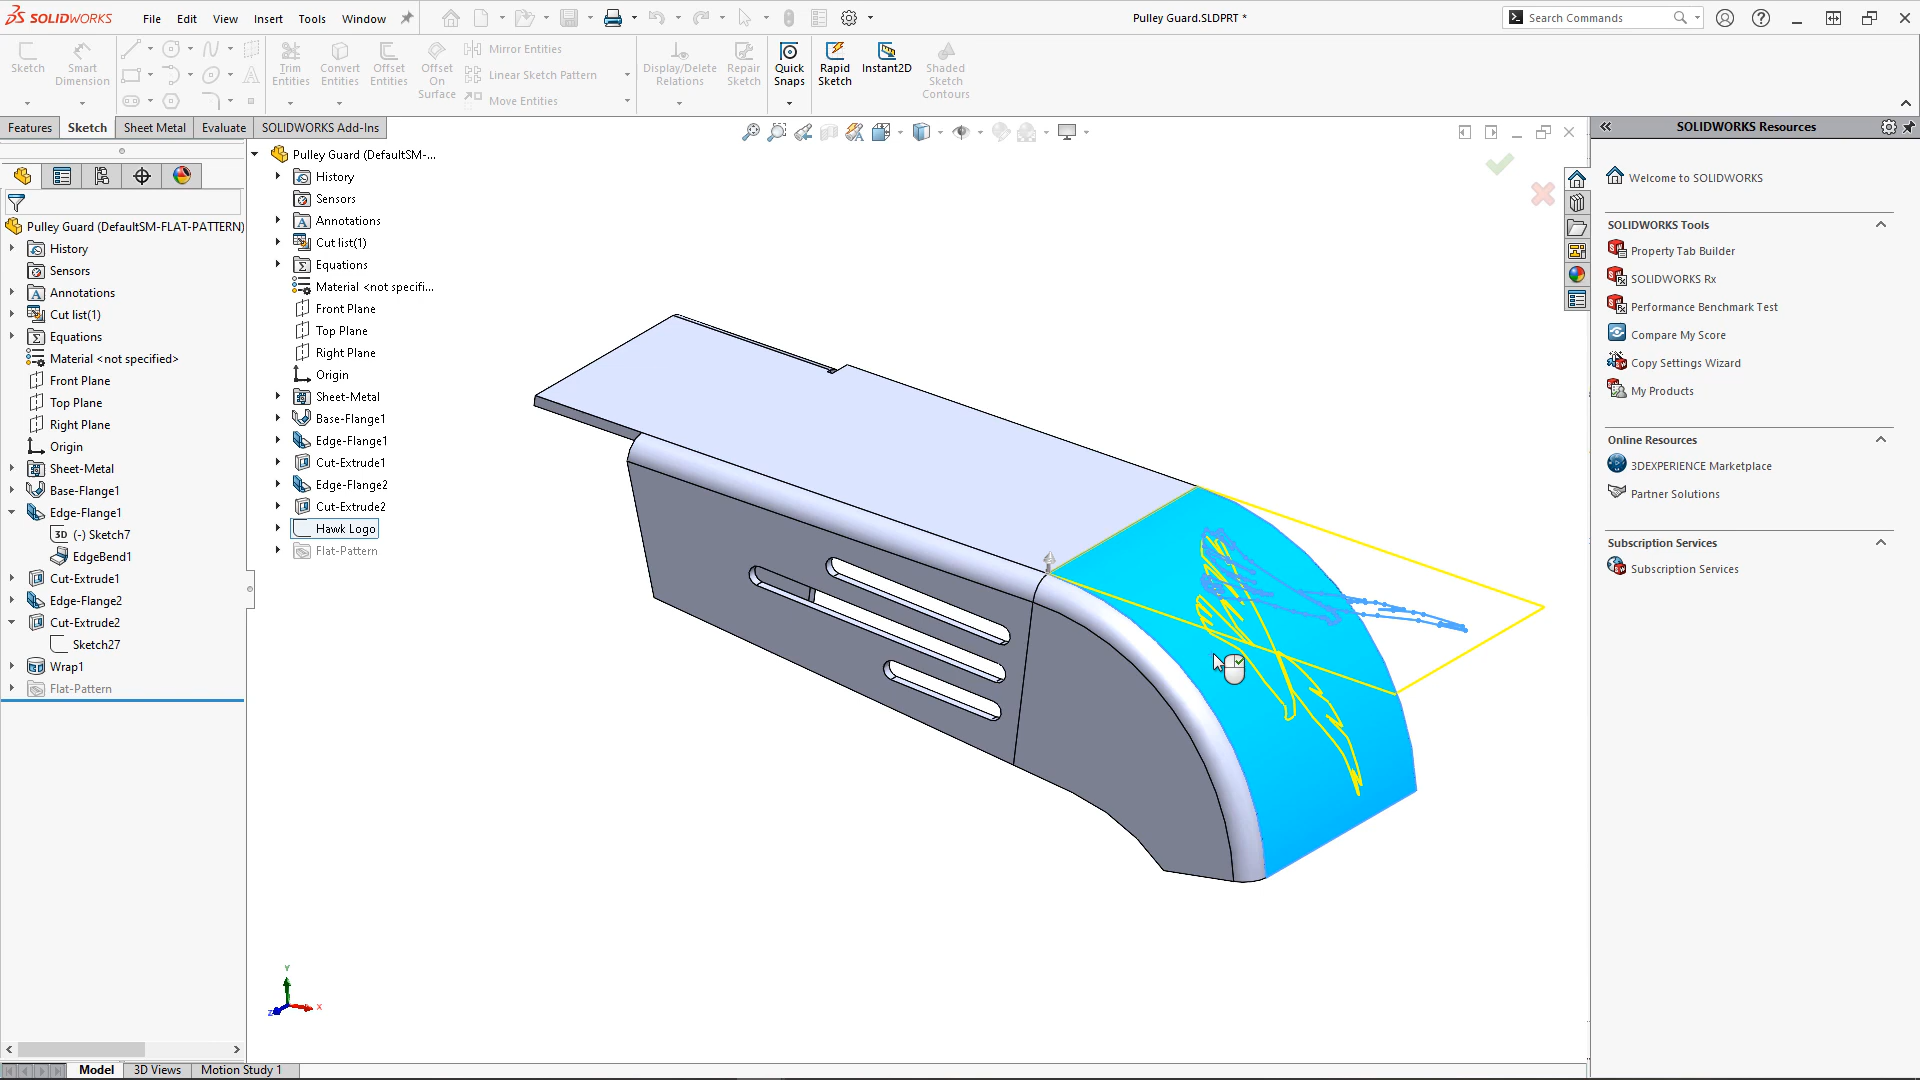 SOLIDWORKS
File
Edit
View
Insert
Tools
Window
Pulley Guard.SLDPRT *
Search Commands
Sketch
Smart
Dimension
Trim
Entities
Convert
Entities
Offset
Entities
Offset
On
Surface
Mirror Entities
Linear Sketch Pattern
Move Entities
Display/Delete
Relations
Repair
Sketch
Quick
Snaps
Rapid
Sketch
Instant2D
Shaded
Sketch
Contours
Features
Sketch
Sheet Metal
Evaluate
SOLIDWORKS Add-Ins
Pulley Guard (DefaultSM-FLAT-PATTERN)
History
Sensors
Annotations
Cut list(1)
Equations
Material <not specified>
Front Plane
Top Plane
Right Plane
Origin
Sheet-Metal
Base-Flange1
Edge-Flange1
3D (-) Sketch7
EdgeBend1
Cut-Extrude1
Edge-Flange2
Cut-Extrude2
Sketch27
Wrap1
Flat-Pattern
Pulley Guard (DefaultSM-...
History
Sensors
Annotations
Cut list(1)
Equations
Material <not specifi...
Front Plane
Top Plane
Right Plane
Origin
Sheet-Metal
Base-Flange1
Edge-Flange1
Cut-Extrude1
Edge-Flange2
Cut-Extrude2
Hawk Logo
Flat-Pattern
Y
X
Z
SOLIDWORKS Resources
Welcome to SOLIDWORKS
SOLIDWORKS Tools
Property Tab Builder
SOLIDWORKS Rx
Performance Benchmark Test
Compare My Score
Copy Settings Wizard
My Products
Online Resources
3DEXPERIENCE Marketplace
Partner Solutions
Subscription Services
Subscription Services
Model
3D Views
Motion Study 1